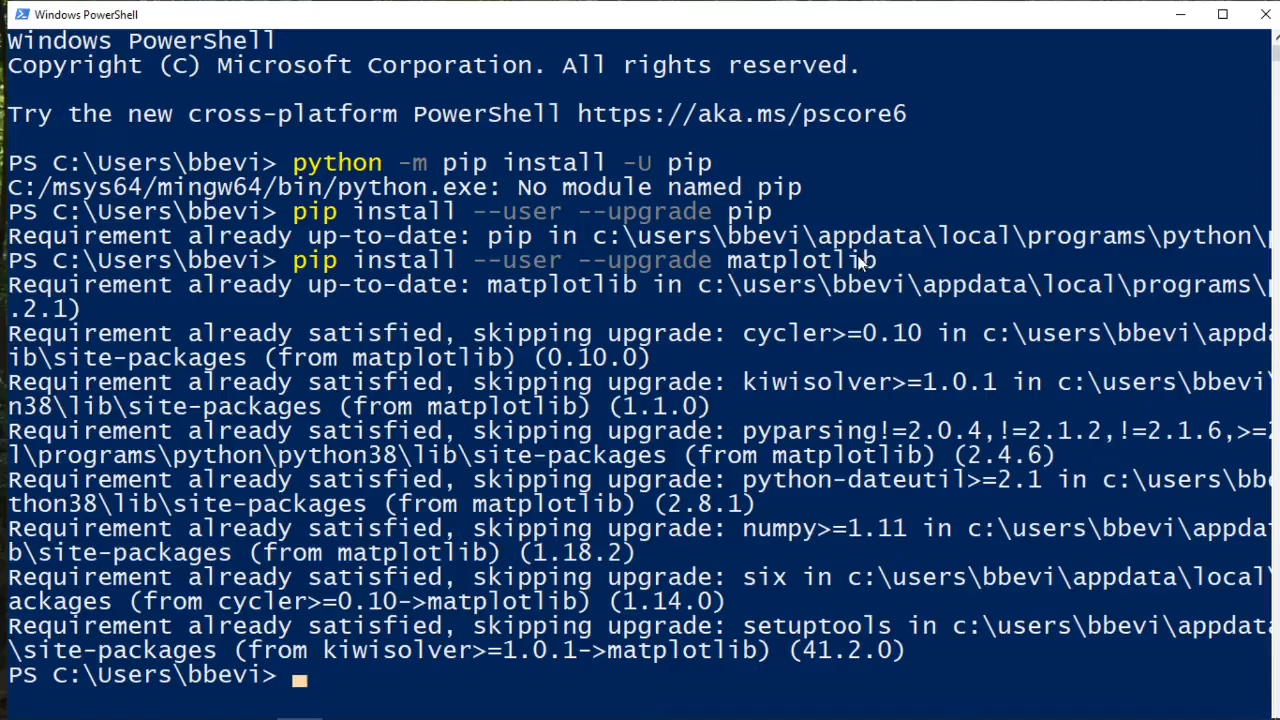 Windows PowerShell
Windows PowerShell
Copyright (C) Microsoft Corporation. All rights reserved.
Try the new cross-platform PowerShell https://aka.ms/pscore6
PS C:\Users\bbevi> python -m pip install -U pip
C:/msys64/mingw64/bin/python.exe: No module named pip
PS C:\Users\bbevi> pip install --user --upgrade pip
Requirement already up-to-date: pip in c:\users\bbevi\appdata\local\programs\python\p
PS C:\Users\bbevi> pip install --user --upgrade matplotlib
Requirement already up-to-date: matplotlib in c:\users\bbevi\appdata\local\programs\p
.2.1)
Requirement already satisfied, skipping upgrade: cycler>=0.10 in c:\users\bbevi\appda
ib\site-packages (from matplotlib) (0.10.0)
Requirement already satisfied, skipping upgrade: kiwisolver>=1.0.1 in c:\users\bbevi\
n38\lib\site-packages (from matplotlib) (1.1.0)
Requirement already satisfied, skipping upgrade: pyparsing!=2.0.4,!=2.1.2,!=2.1.6,>=2
l\programs\python\python38\lib\site-packages (from matplotlib) (2.4.6)
Requirement already satisfied, skipping upgrade: python-dateutil>=2.1 in c:\users\bbe
thon38\lib\site-packages (from matplotlib) (2.8.1)
Requirement already satisfied, skipping upgrade: numpy>=1.11 in c:\users\bbevi\appda
b\site-packages (from matplotlib) (1.18.2)
Requirement already satisfied, skipping upgrade: six in c:\users\bbevi\appdata\local\
ackages (from cycler>=0.10->matplotlib) (1.14.0)
Requirement already satisfied, skipping upgrade: setuptools in c:\users\bbevi\appdata
\site-packages (from kiwisolver>=1.0.1->matplotlib) (41.2.0)
PS C:\Users\bbevi>